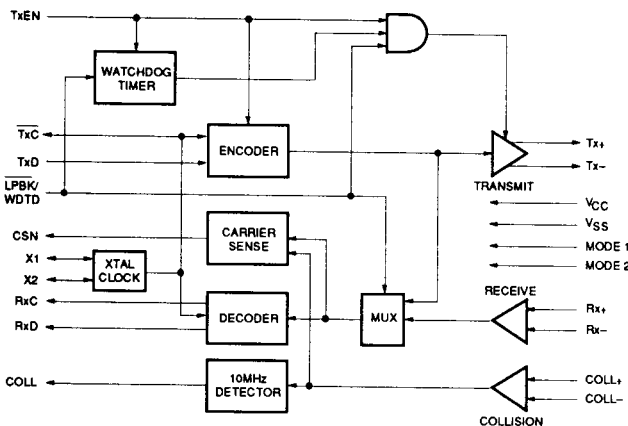 TxEN
WATCHDOG
TIMER
TxC
TxD
ENCODER
Tx+
Tx−
TRANSMIT
LPBK/
WDTD
VCC
VSS
CSN
CARRIER
SENSE
MODE 1
MODE 2
X1
X2
XTAL
CLOCK
RxC
RxD
DECODER
MUX
RECEIVE
Rx+
Rx−
COLL
10MHz
DETECTOR
COLL+
COLL−
COLLISION